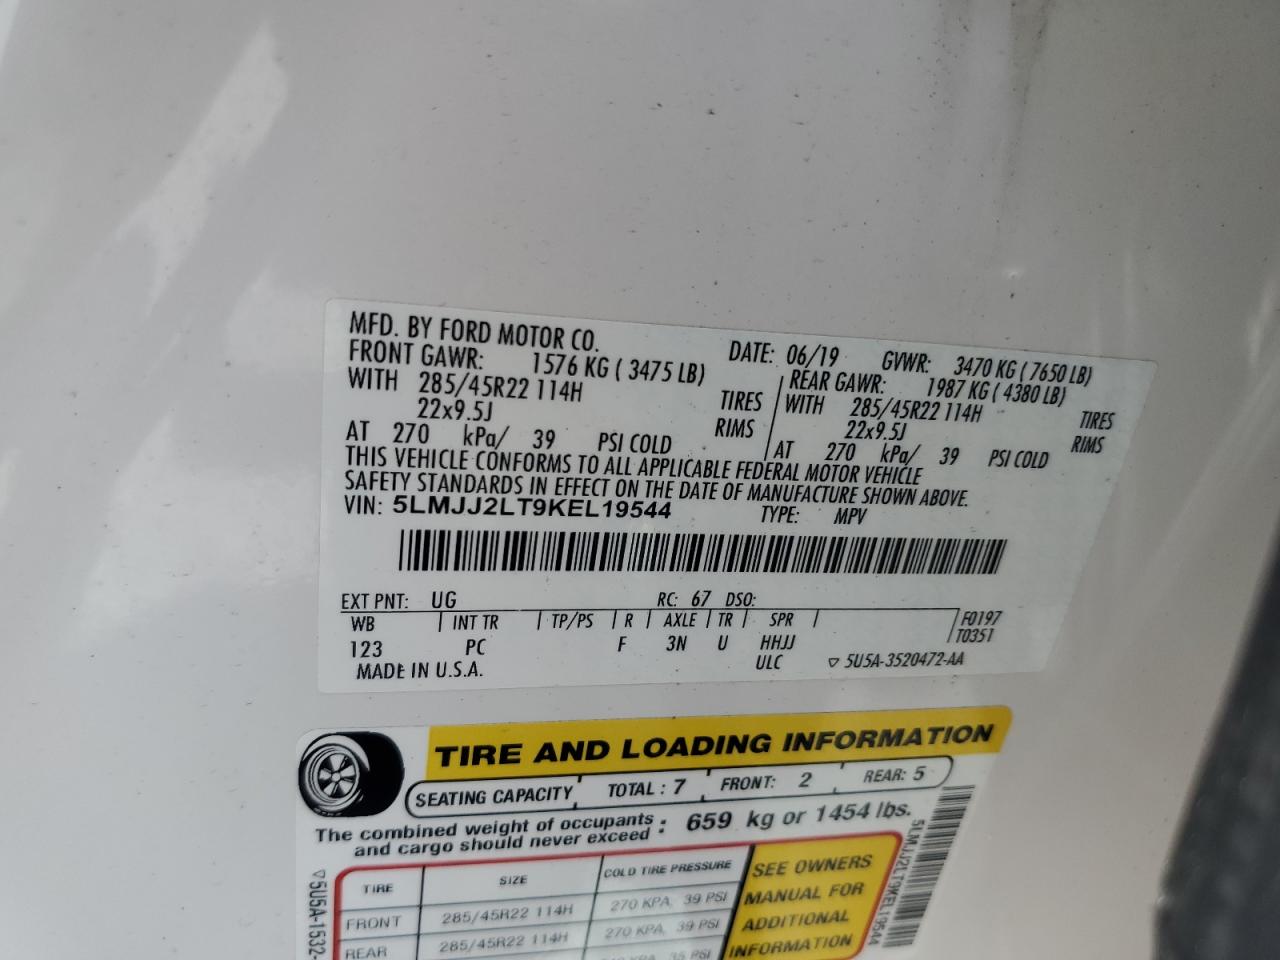 MFD. BY FORD MOTOR CO.
DATE: 06/19 GVWR: 3470 KG ( 7650 LB)
FRONT GAWR: 1576 KG ( 3475 LB) REAR GAWR: 1987 KG ( 4380 LB)
WITH 285/45R22 114H TIRES WITH 285/45R22 114H TIRES
22x9.5J RIMS 22x9.5J RIMS
AT 270 kPa/ 39 PSI COLD AT 270 kPa/ 39 PSI COLD
THIS VEHICLE CONFORMS TO ALL APPLICABLE FEDERAL MOTOR VEHICLE
SAFETY STANDARDS IN EFFECT ON THE DATE OF MANUFACTURE SHOWN ABOVE.
VIN: 5LMJJ2LT9KEL19544 TYPE: MPV
EXT PNT: UG RC: 67 DSO:
WB INT TR TP/PS R AXLE TR SPR F0197
123 PC F 3N U HHJJ T0351
MADE IN U.S.A. ULC 5U5A-3520472-AA
TIRE AND LOADING INFORMATION
SEATING CAPACITY TOTAL : 7 FRONT: 2 REAR: 5
The combined weight of occupants and cargo should never exceed : 659 kg or 1454 lbs.
TIRE SIZE COLD TIRE PRESSURE
FRONT 285/45R22 114H 270 KPA, 39 PSI
REAR 285/45R22 114H 270 KPA, 39 PSI
35 PSI
SEE OWNERS
MANUAL FOR
ADDITIONAL
INFORMATION
5LMJJ2LT9KEL19544
5U5A-1532-